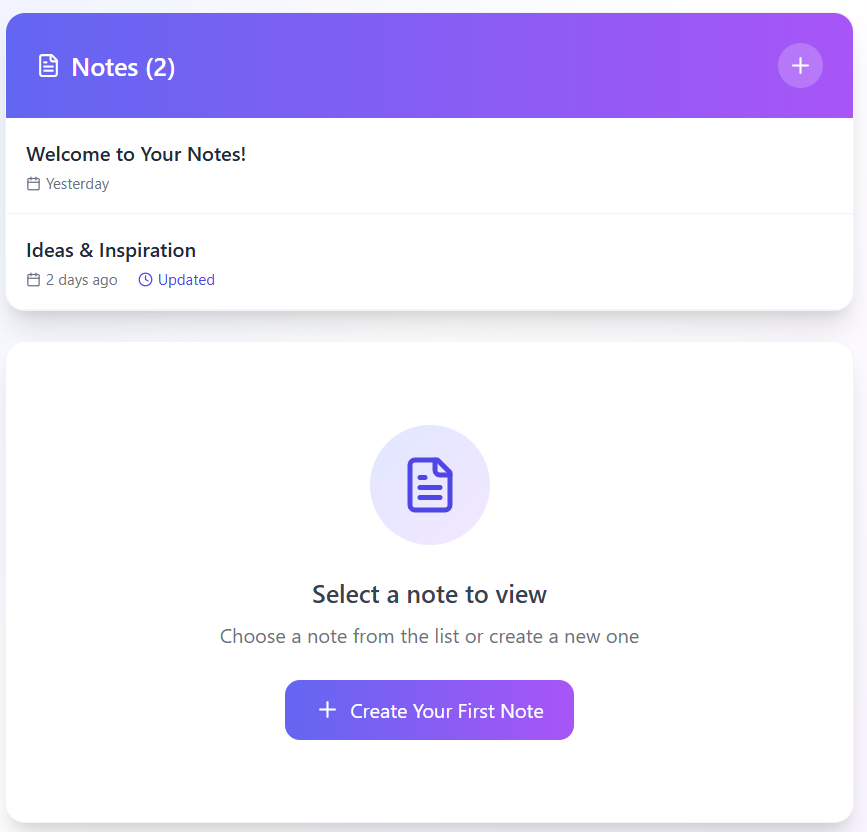 Notes (2)
Welcome to Your Notes!
Yesterday
Ideas & Inspiration
2 days ago Updated
Select a note to view
Choose a note from the list or create a new one
Create Your First Note